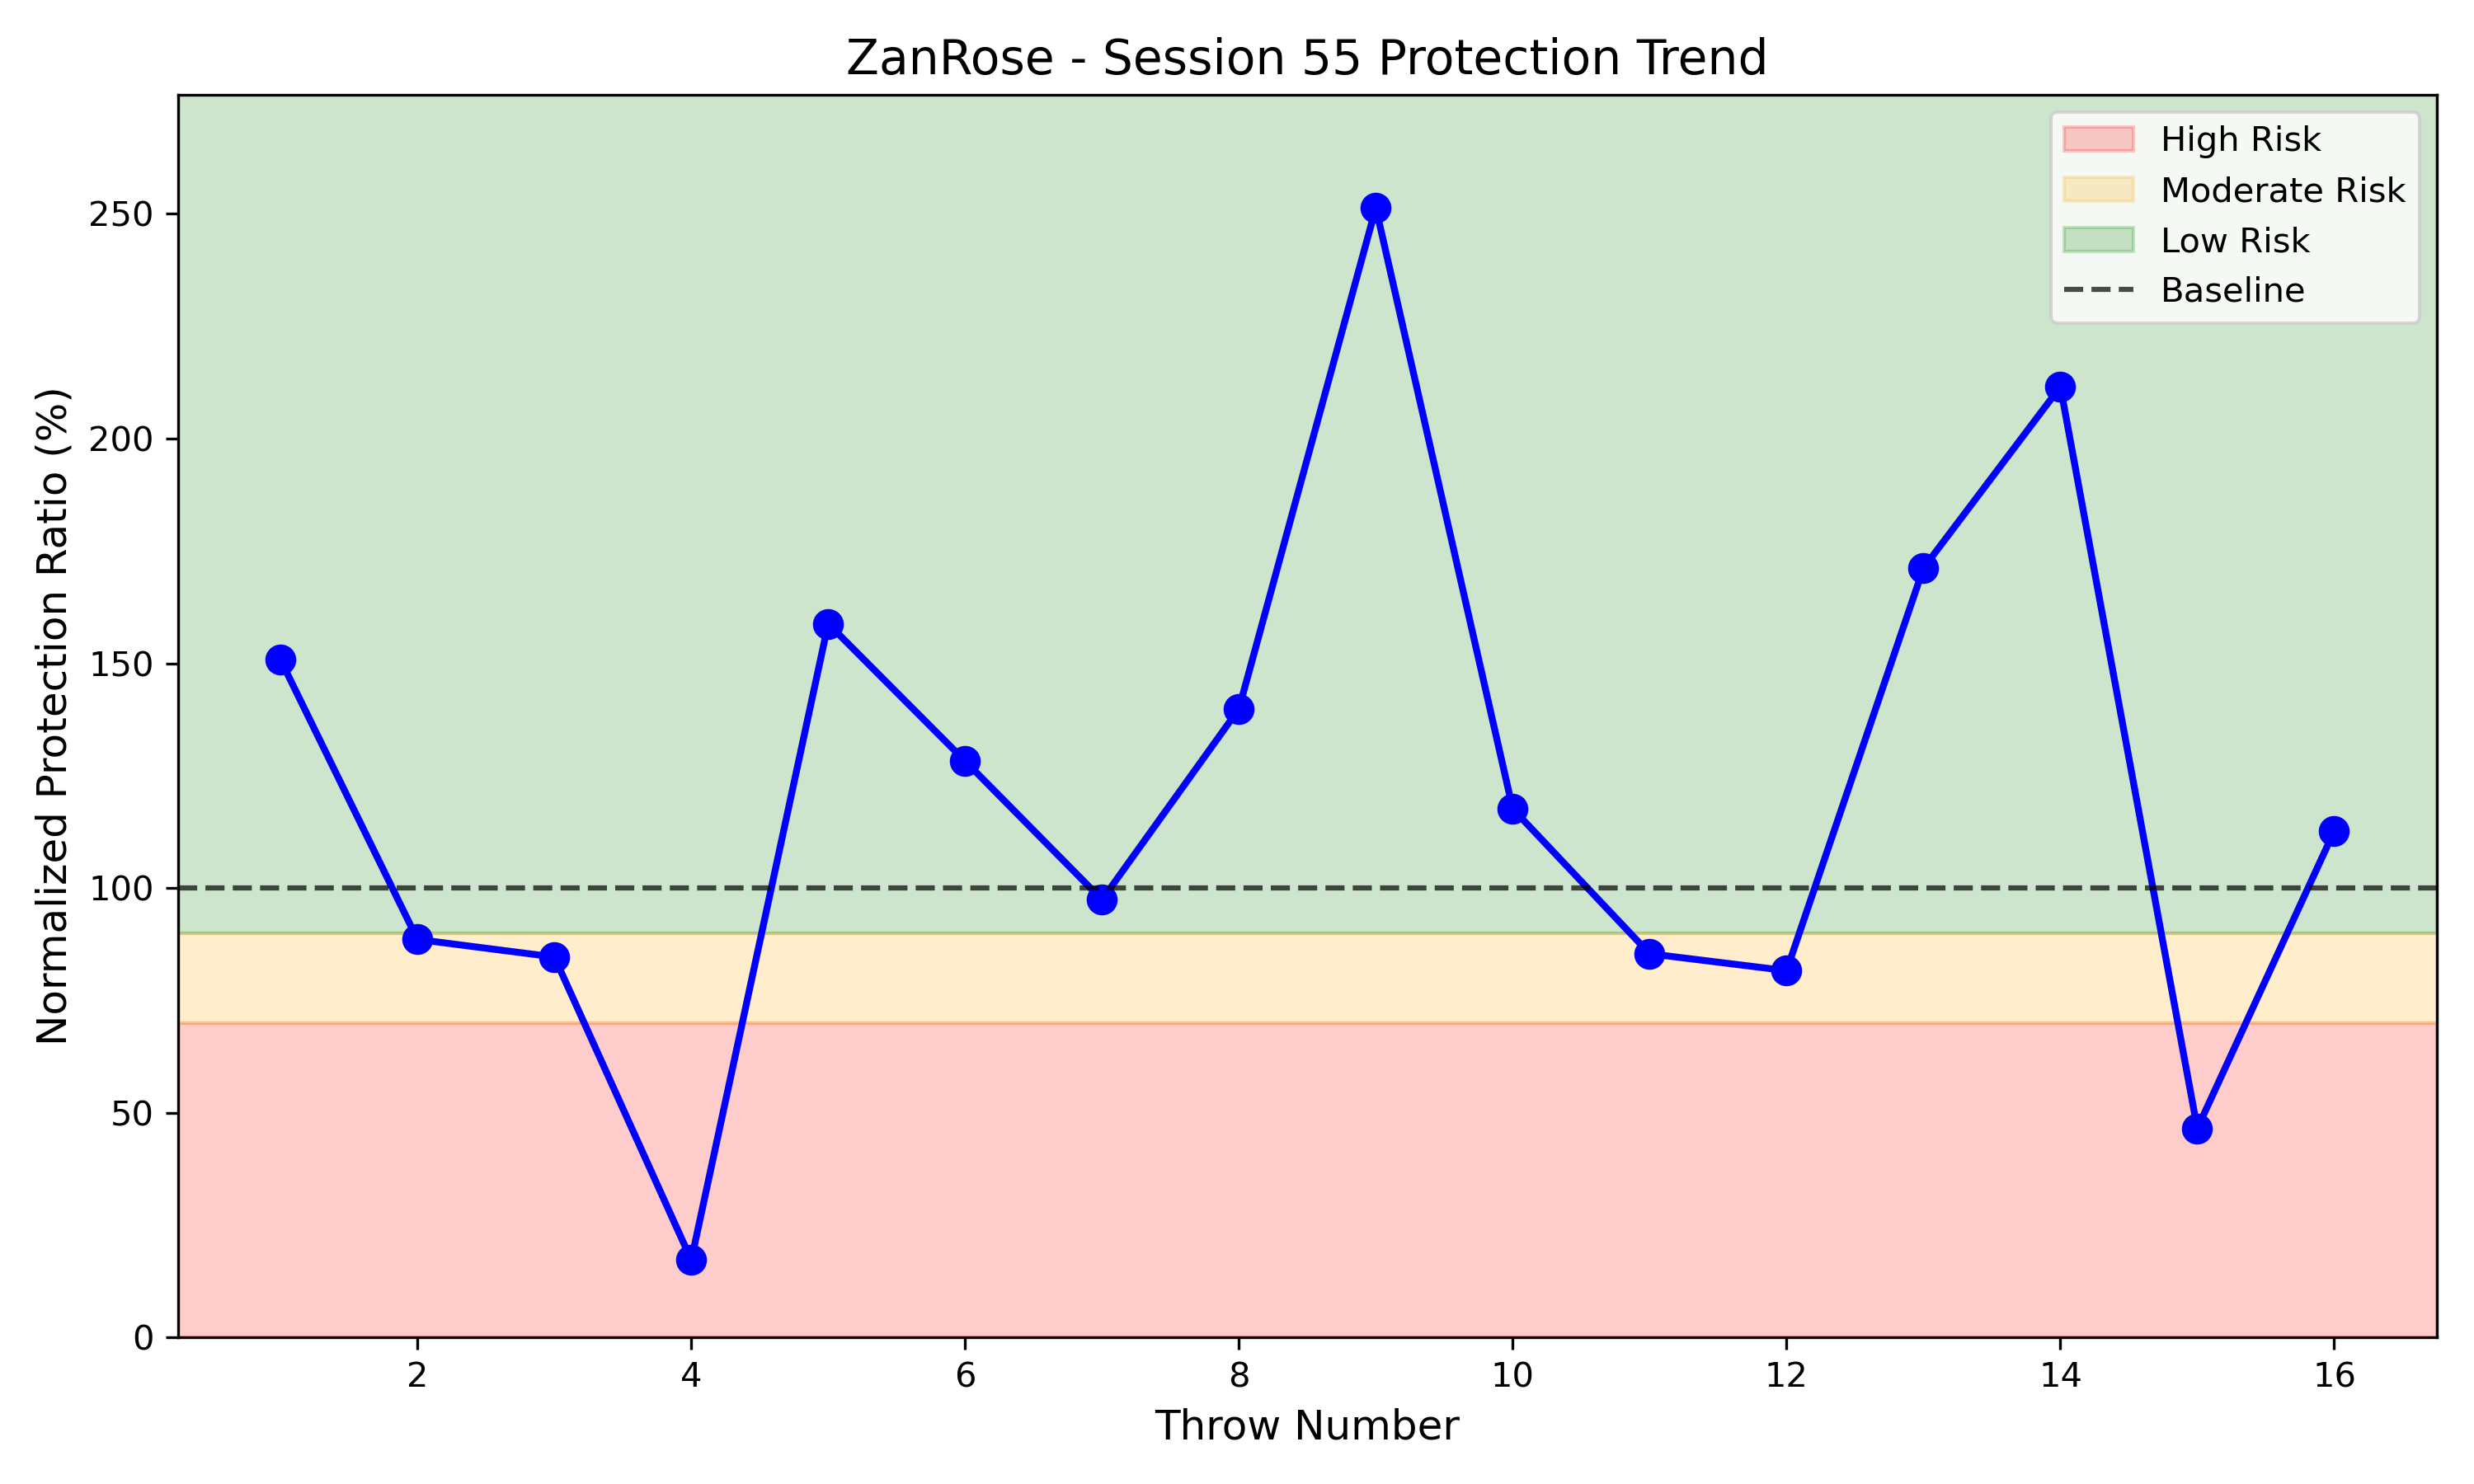 ZanRose - Session 55 Protection Trend
High Risk
Moderate Risk
Low Risk
Baseline
Normalized Protection Ratio (%)
250
200
150
100
50
0
2 4 6 8 10 12 14 16
Throw Number